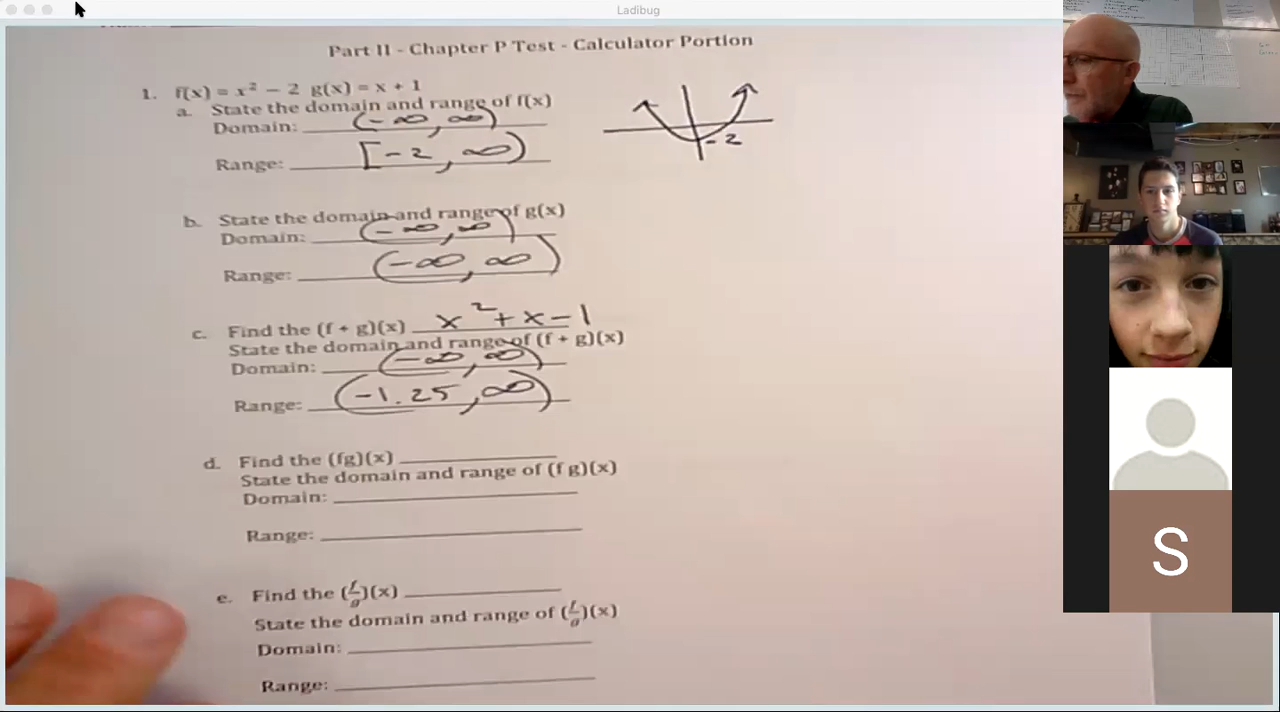 Ladibug
Part II - Chapter P Test - Calculator Portion
1. f(x) = x² − 2 g(x) = x + 1
a. State the domain and range of f(x)
Domain: (-∞, ∞)
Range: [-2, ∞)
-2
b. State the domain and range of g(x)
Domain: (-∞, ∞)
Range: (-∞, ∞)
c. Find the (f + g)(x) x² + x - 1
State the domain and range of (f + g)(x)
Domain: (-∞, ∞)
Range: (-1.25, ∞)
d. Find the (fg)(x)
State the domain and range of (f g)(x)
Domain:
Range:
e. Find the (f/g)(x)
State the domain and range of (f/g)(x)
Domain:
Range:
S